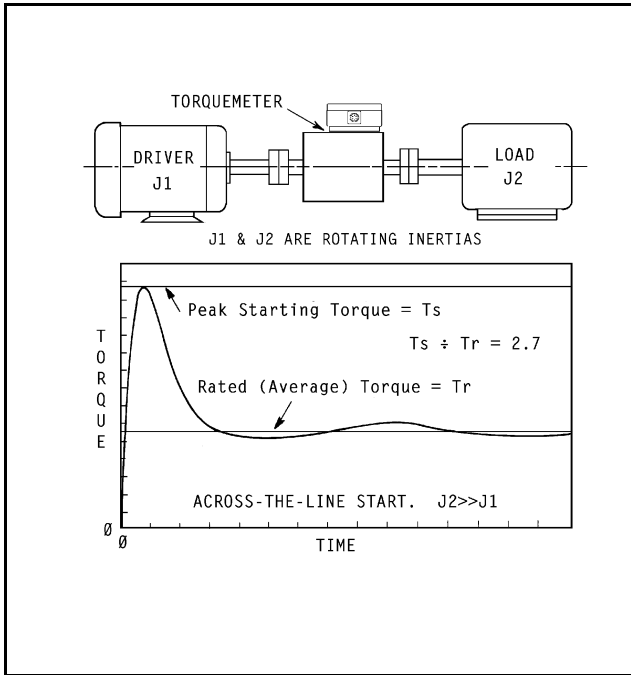 TORQUEMETER
DRIVER
J1
LOAD
J2
J1 & J2 ARE ROTATING INERTIAS
Peak Starting Torque = Ts
Ts ÷ Tr = 2.7
TORQUE
Rated (Average) Torque = Tr
ACROSS-THE-LINE START. J2>>J1
Ø
Ø
TIME